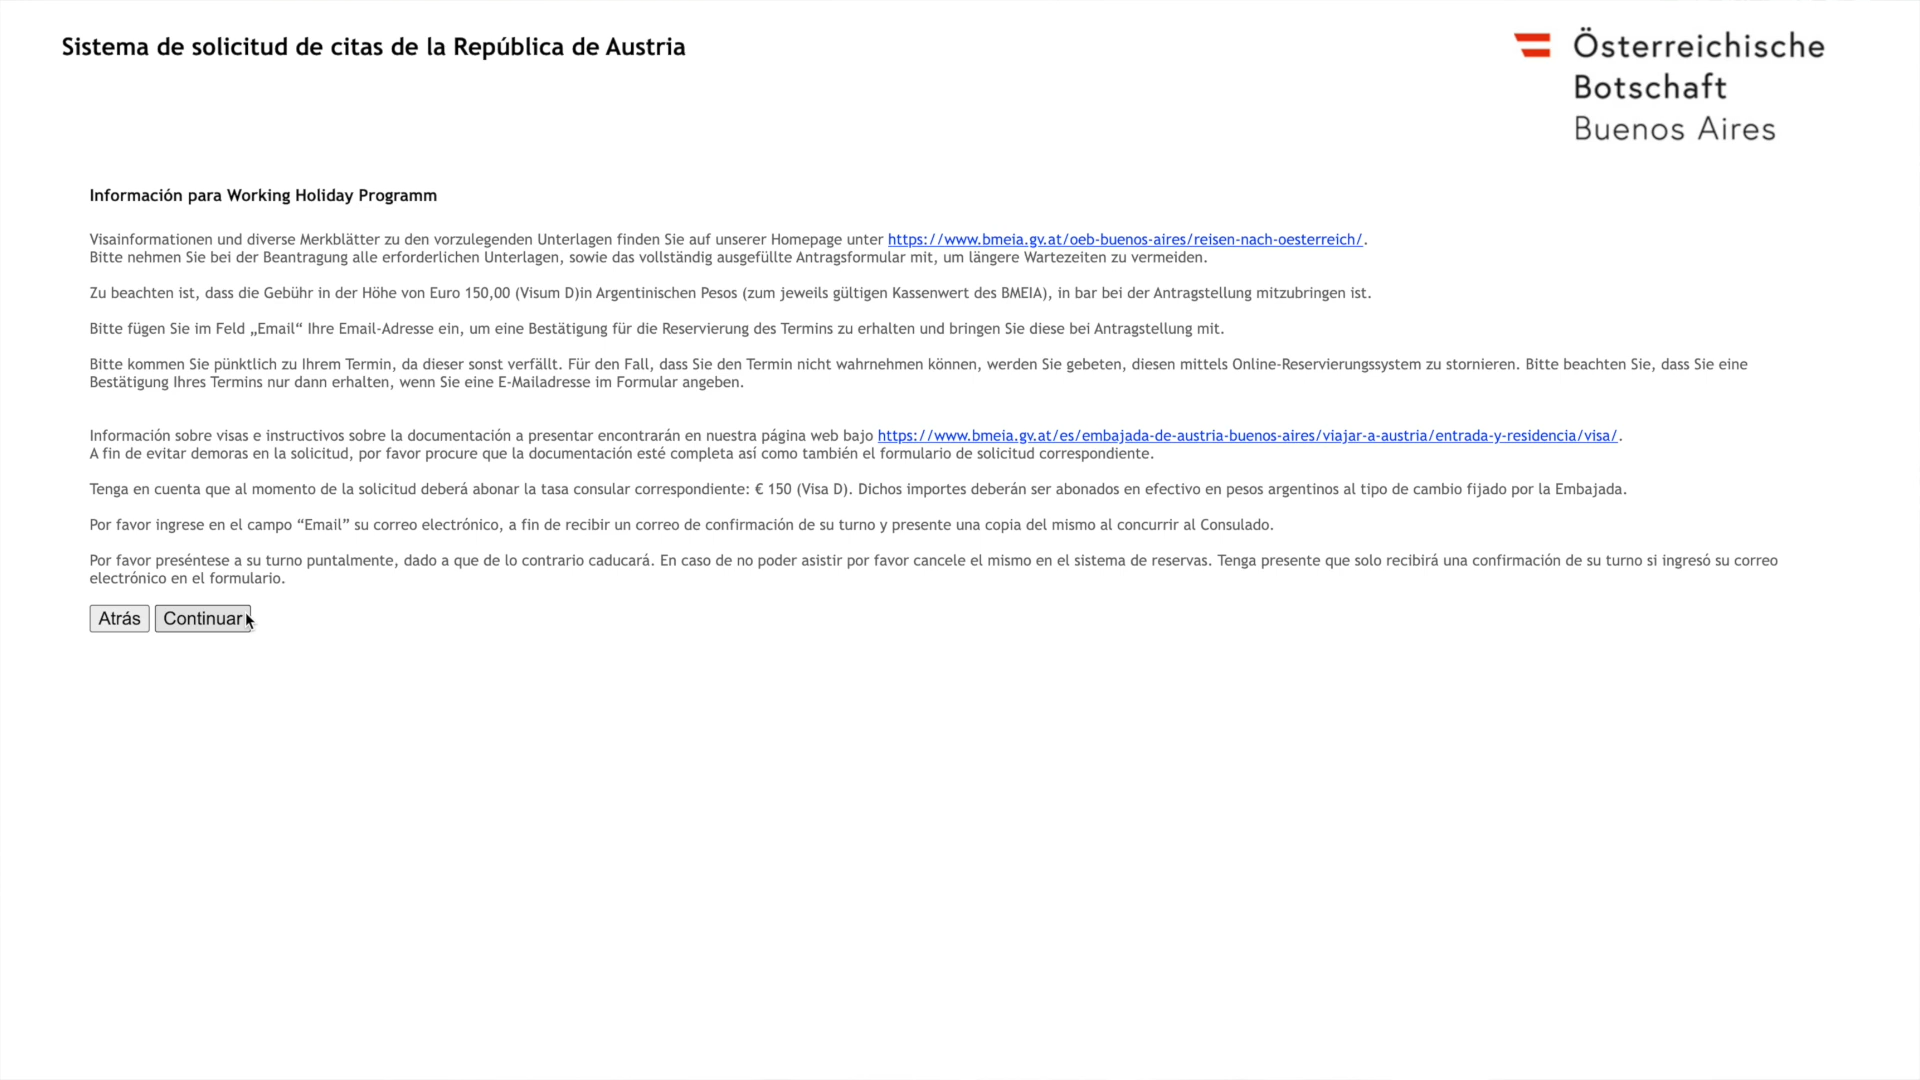 Sistema de solicitud de citas de la República de Austria
Österreichische
Botschaft
Buenos Aires
Información para Working Holiday Programm
Visainformationen und diverse Merkblätter zu den vorzulegenden Unterlagen finden Sie auf unserer Homepage unter https://www.bmeia.gv.at/oeb-buenos-aires/reisen-nach-oesterreich/.
Bitte nehmen Sie bei der Beantragung alle erforderlichen Unterlagen, sowie das vollständig ausgefüllte Antragsformular mit, um längere Wartezeiten zu vermeiden.
Zu beachten ist, dass die Gebühr in der Höhe von Euro 150,00 (Visum D)in Argentinischen Pesos (zum jeweils gültigen Kassenwert des BMEIA), in bar bei der Antragstellung mitzubringen ist.
Bitte fügen Sie im Feld „Email“ Ihre Email-Adresse ein, um eine Bestätigung für die Reservierung des Termins zu erhalten und bringen Sie diese bei Antragstellung mit.
Bitte kommen Sie pünktlich zu Ihrem Termin, da dieser sonst verfällt. Für den Fall, dass Sie den Termin nicht wahrnehmen können, werden Sie gebeten, diesen mittels Online-Reservierungssystem zu stornieren. Bitte beachten Sie, dass Sie eine
Bestätigung Ihres Termins nur dann erhalten, wenn Sie eine E-Mailadresse im Formular angeben.
Información sobre visas e instructivos sobre la documentación a presentar encontrarán en nuestra página web bajo https://www.bmeia.gv.at/es/embajada-de-austria-buenos-aires/viajar-a-austria/entrada-y-residencia/visa/.
A fin de evitar demoras en la solicitud, por favor procure que la documentación esté completa así como también el formulario de solicitud correspondiente.
Tenga en cuenta que al momento de la solicitud deberá abonar la tasa consular correspondiente: € 150 (Visa D). Dichos importes deberán ser abonados en efectivo en pesos argentinos al tipo de cambio fijado por la Embajada.
Por favor ingrese en el campo “Email” su correo electrónico, a fin de recibir un correo de confirmación de su turno y presente una copia del mismo al concurrir al Consulado.
Por favor preséntese a su turno puntalmente, dado a que de lo contrario caducará. En caso de no poder asistir por favor cancele el mismo en el sistema de reservas. Tenga presente que solo recibirá una confirmación de su turno si ingresó su correo
electrónico en el formulario.
Atrás Continuar